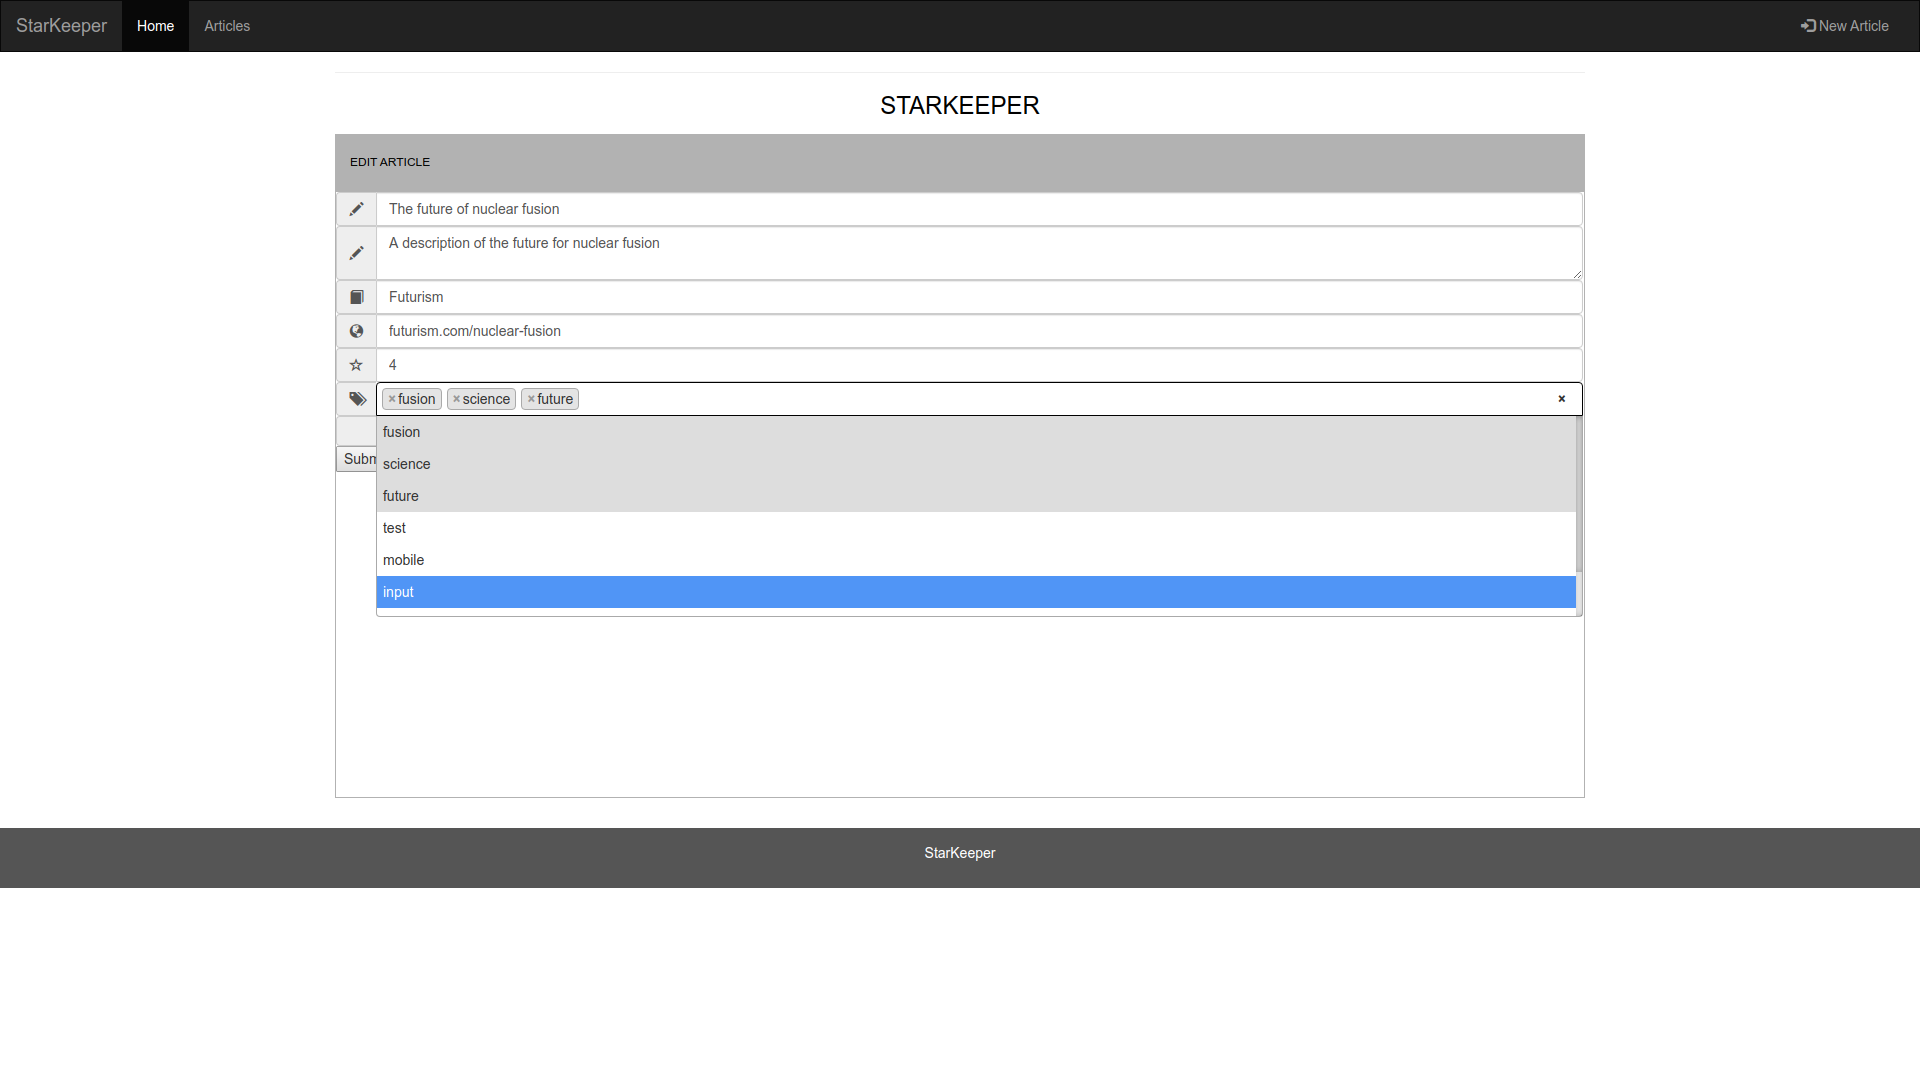 StarKeeper Home Articles New Article
STARKEEPER
EDIT ARTICLE
The future of nuclear fusion
A description of the future for nuclear fusion
Futurism
futurism.com/nuclear-fusion
4
×fusion ×science ×future ×
fusion
Subm
science
future
test
mobile
input
StarKeeper